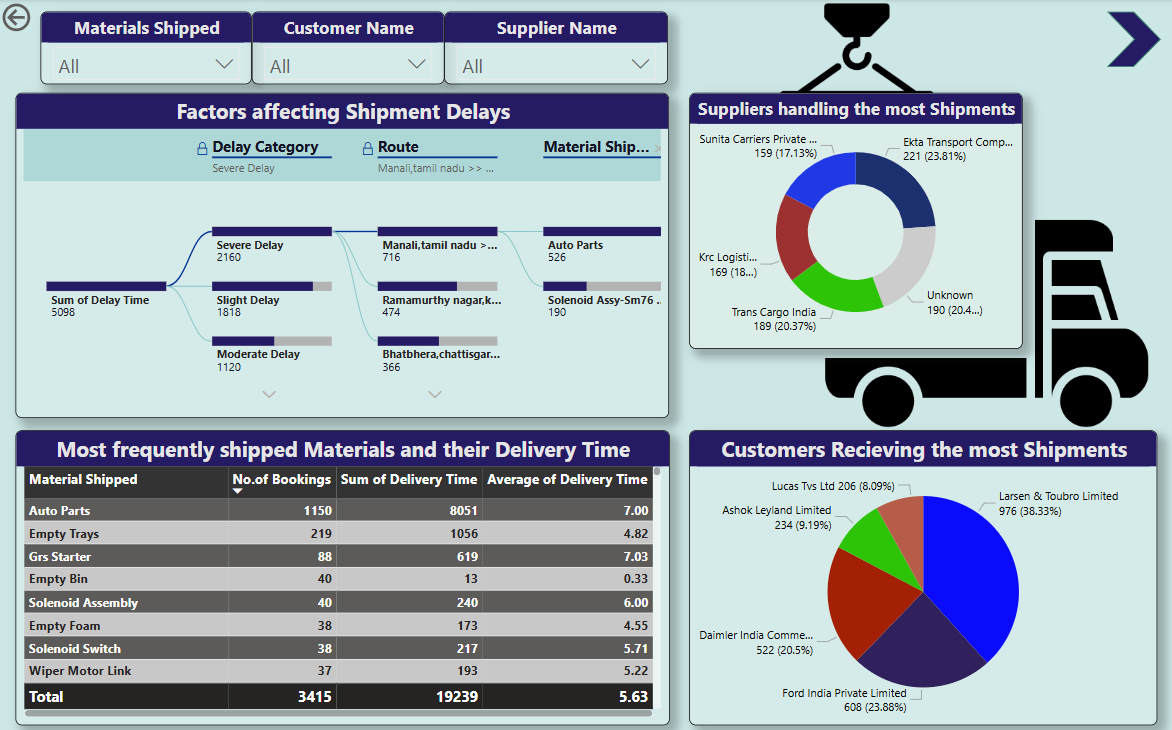 Materials Shipped
All
Customer Name
All
Supplier Name
All
Factors affecting Shipment Delays
Delay Category
Severe Delay
Route
Manali,tamil nadu >> ...
Material Ship...
Sum of Delay Time
5098
Severe Delay
2160
Slight Delay
1818
Moderate Delay
1120
Manali,tamil nadu >...
716
Ramamurthy nagar,k...
474
Bhatbhera,chattisgar...
366
Auto Parts
526
Solenoid Assy-Sm76 ..
190
Suppliers handling the most Shipments
Sunita Carriers Private ...
159 (17.13%)
Ekta Transport Comp...
221 (23.81%)
Krc Logisti...
169 (18...)
Unknown
190 (20.4...)
Trans Cargo India
189 (20.37%)
Most frequently shipped Materials and their Delivery Time
Material Shipped No.of Bookings Sum of Delivery Time Average of Delivery Time
Auto Parts 1150 8051 7.00
Empty Trays 219 1056 4.82
Grs Starter 88 619 7.03
Empty Bin 40 13 0.33
Solenoid Assembly 40 240 6.00
Empty Foam 38 173 4.55
Solenoid Switch 38 217 5.71
Wiper Motor Link 37 193 5.22
Total 3415 19239 5.63
Customers Recieving the most Shipments
Lucas Tvs Ltd 206 (8.09%)
Larsen & Toubro Limited
976 (38.33%)
Ashok Leyland Limited
234 (9.19%)
Daimler India Comme...
522 (20.5%)
Ford India Private Limited
608 (23.88%)